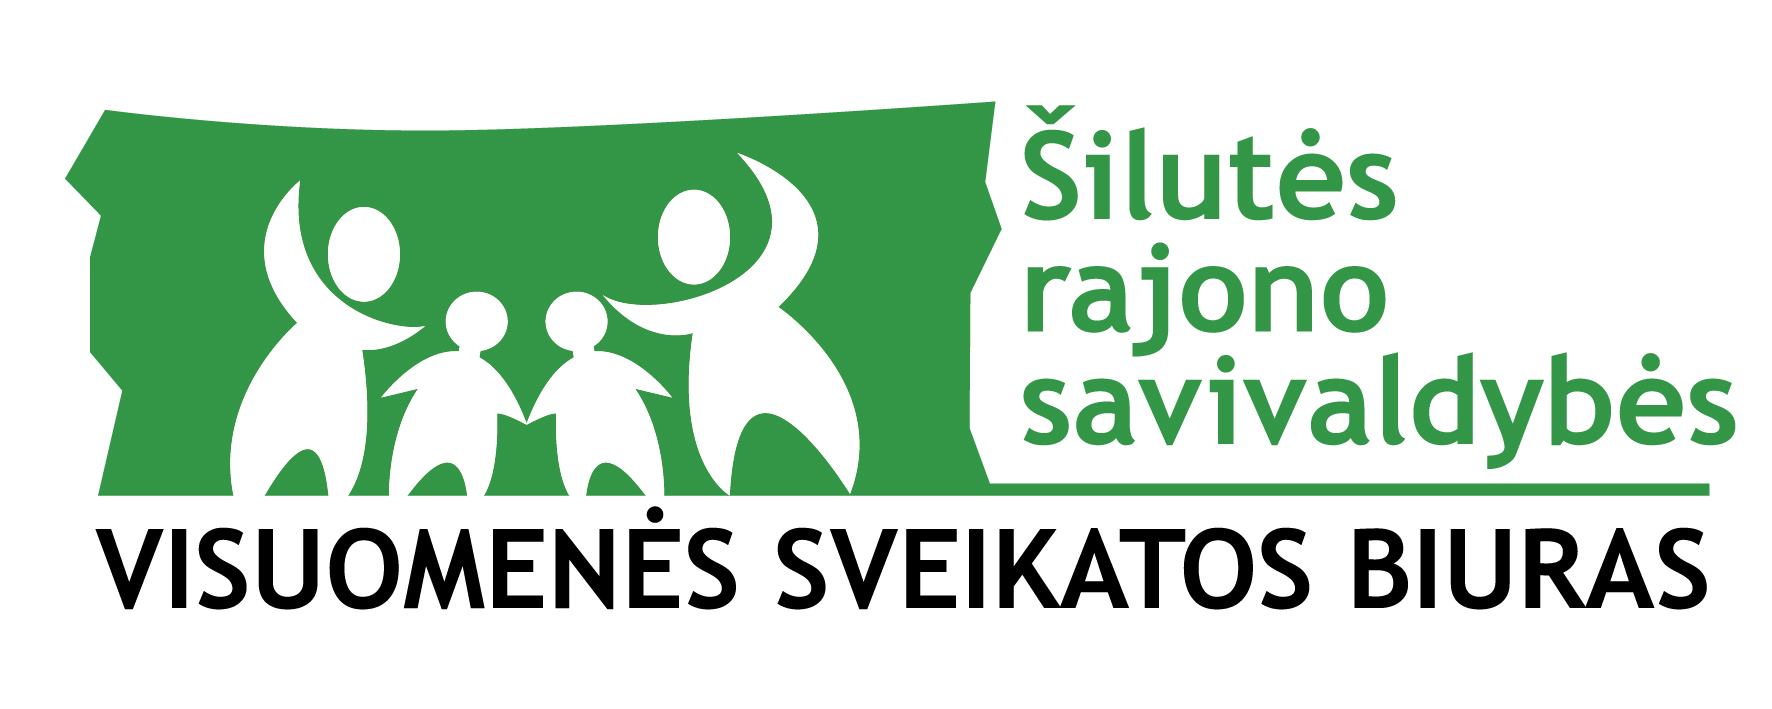 Šilutės
rajono
savivaldybės
VISUOMENĖS SVEIKATOS BIURAS